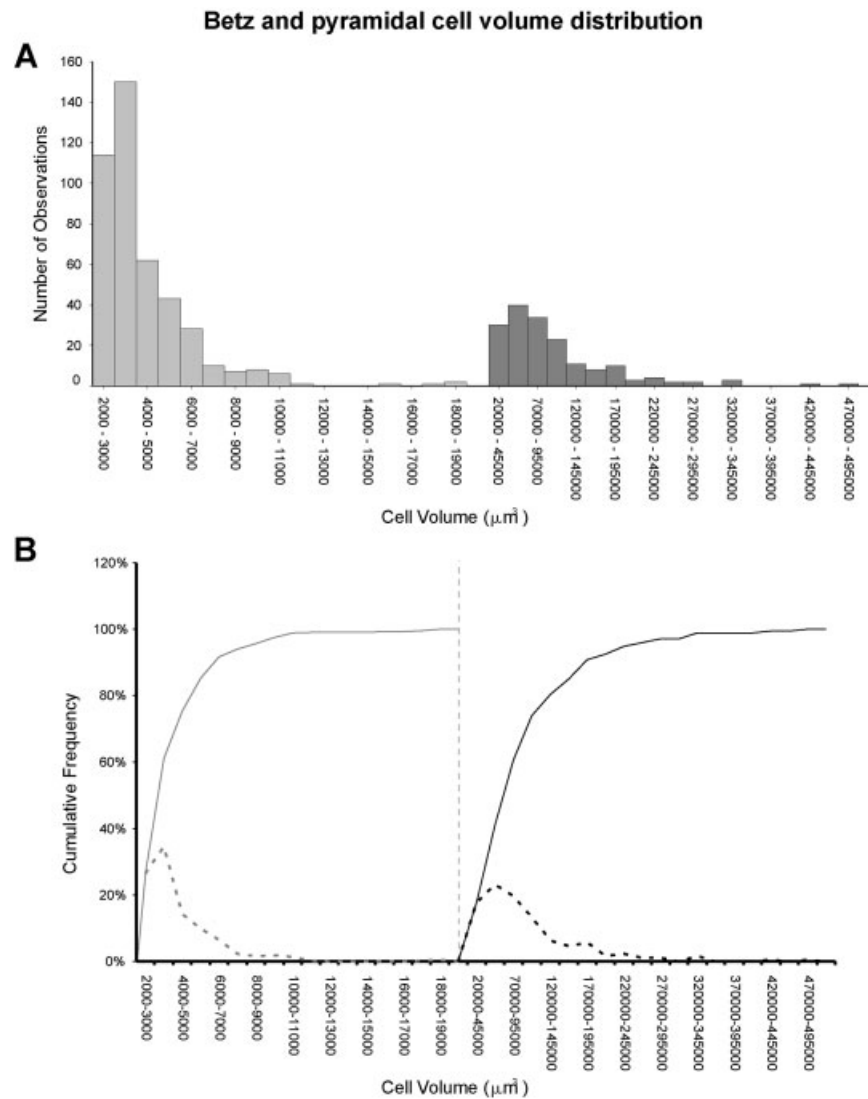 Betz and pyramidal cell volume distribution
A
160
140
120
100
80
60
40
20
0
Number of Observations
2000 - 3000
4000 - 5000
6000 - 7000
8000 - 9000
10000 - 11000
12000 - 13000
14000 - 15000
16000 - 17000
18000 - 19000
20000 - 45000
70000 - 95000
120000 - 145000
170000 - 195000
220000 - 245000
270000 - 295000
320000 - 345000
370000 - 395000
420000 - 445000
470000 - 495000
Cell Volume (μm³)
B
120%
100%
80%
60%
40%
20%
0%
Cumulative Frequency
20000-3000
4000-5000
6000-7000
8000-9000
10000-11000
12000-13000
14000-15000
16000-17000
18000-19000
20000-45000
70000-95000
120000-145000
170000-195000
220000-245000
270000-295000
320000-345000
370000-395000
420000-445000
470000-495000
Cell Volume (μm³)